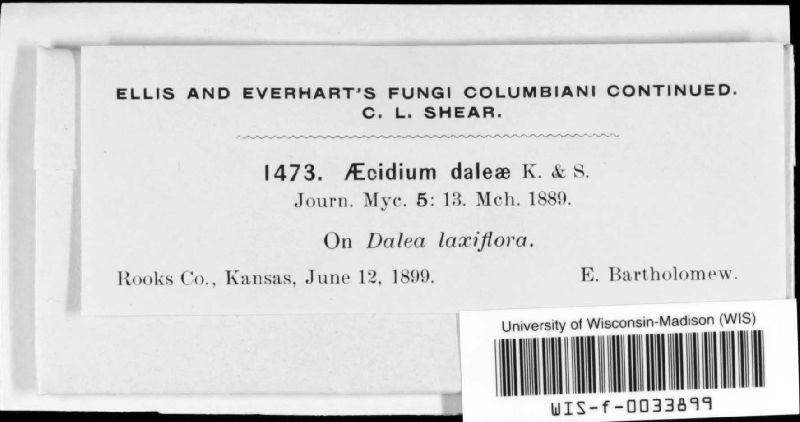 ELLIS AND EVERHART'S FUNGI COLUMBIANI CONTINUED.
C. L. SHEAR.
1473. Æcidium daleæ K. & S.
Journ. Myc. 5: 13. Mch. 1889.
On Dalea laxiflora.
Rooks Co., Kansas, June 12, 1899. E. Bartholomew.
University of Wisconsin-Madison (WIS)
WIS-f-0033899